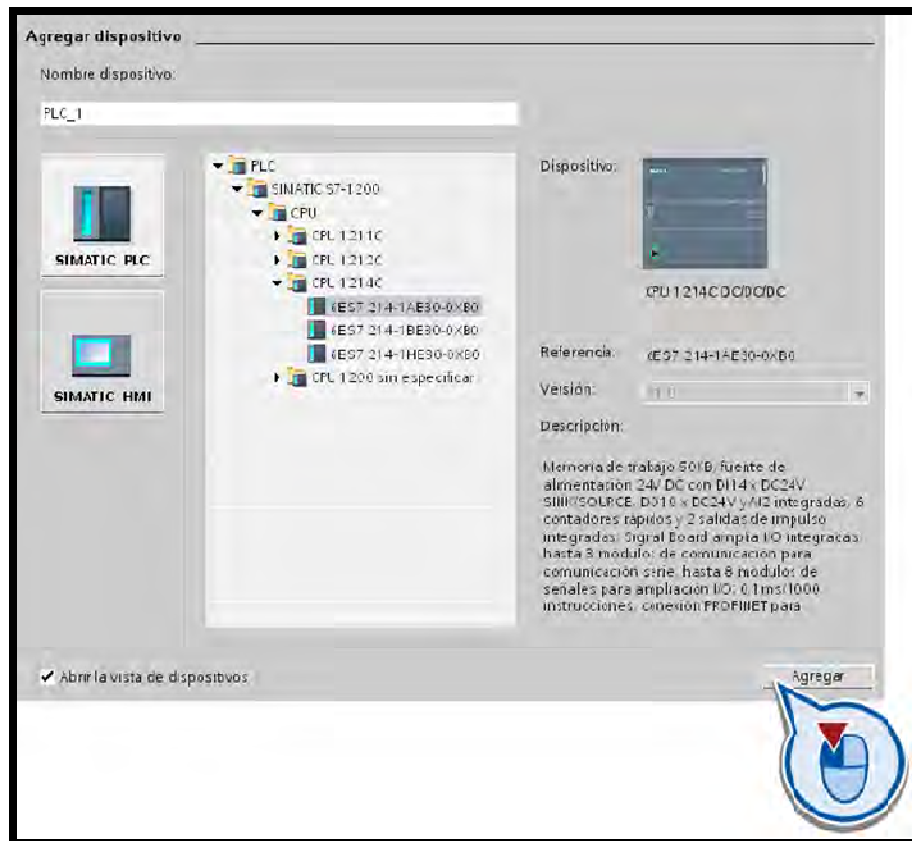 Agregar dispositivo
Nombre dispositivo:
PLC_1
SIMATIC PLC
SIMATIC HMI
PLC
SIMATIC S7-1200
CPU
CPU 1211C
CPU 1212C
CPU 1214C
6ES7 214-1AE30-0XB0
6ES7 214-1BE30-0XB0
6ES7 214-1HE30-0XB0
CPU 1200 sin especificar
Dispositivo:
CPU 1214C DC/DC/DC
Referencia:
6ES7 214-1AE30-0XB0
Versión:
Descripción:
Memoria de trabajo 50KB; fuente de
alimentación 24V DC con DI14 x DC24V
SINK/SOURCE, DQ10 x DC24V y AI2 integradas; 6
contadores rápidos y 2 salidas de impulso
integradas; Signal Board amplía I/O integradas;
hasta 3 módulos de comunicación para
comunicación serie; hasta 8 módulos de
señales para ampliación I/O; 0,1ms/1000
instrucciones; conexión PROFINET para
Abrir la vista de dispositivos
Agregar